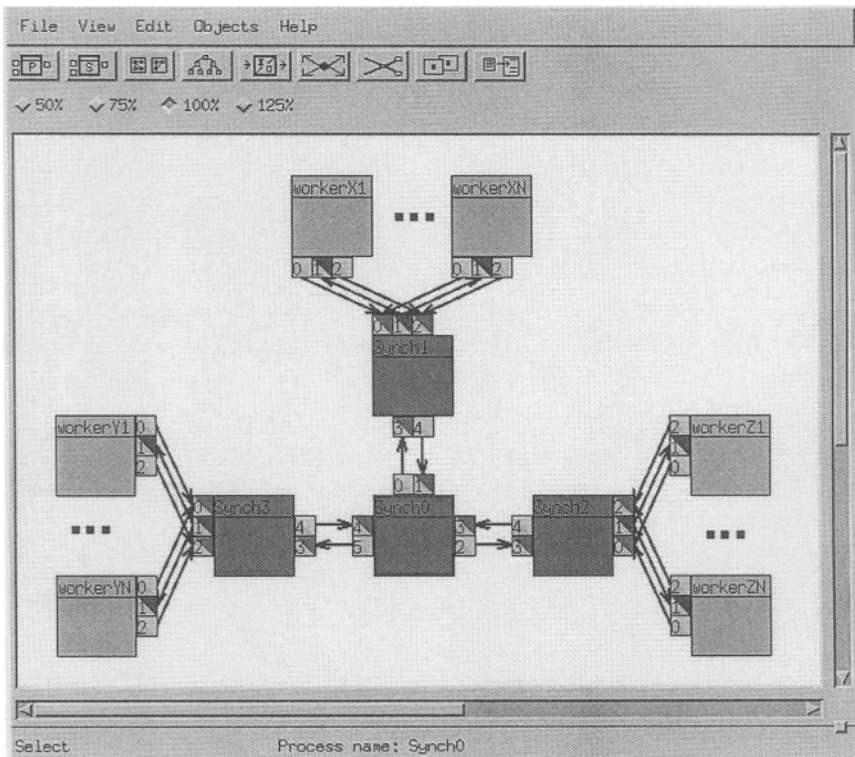 File View Edit Objects Help
P S
50% 75% 100% 125%
workerX1 workerXN
0 1 2 0 1 2
0 1 2
Synch1
3 4
workerY1 0 2 workerZ1
1 1
2 0
0 1
0 Synch3 Synch0 Synch2 2
1 4 4 3 4 1
2 3 5 2 3 0
workerYN 0 2 workerZN
1 1
2 0
Select Process name: Synch0